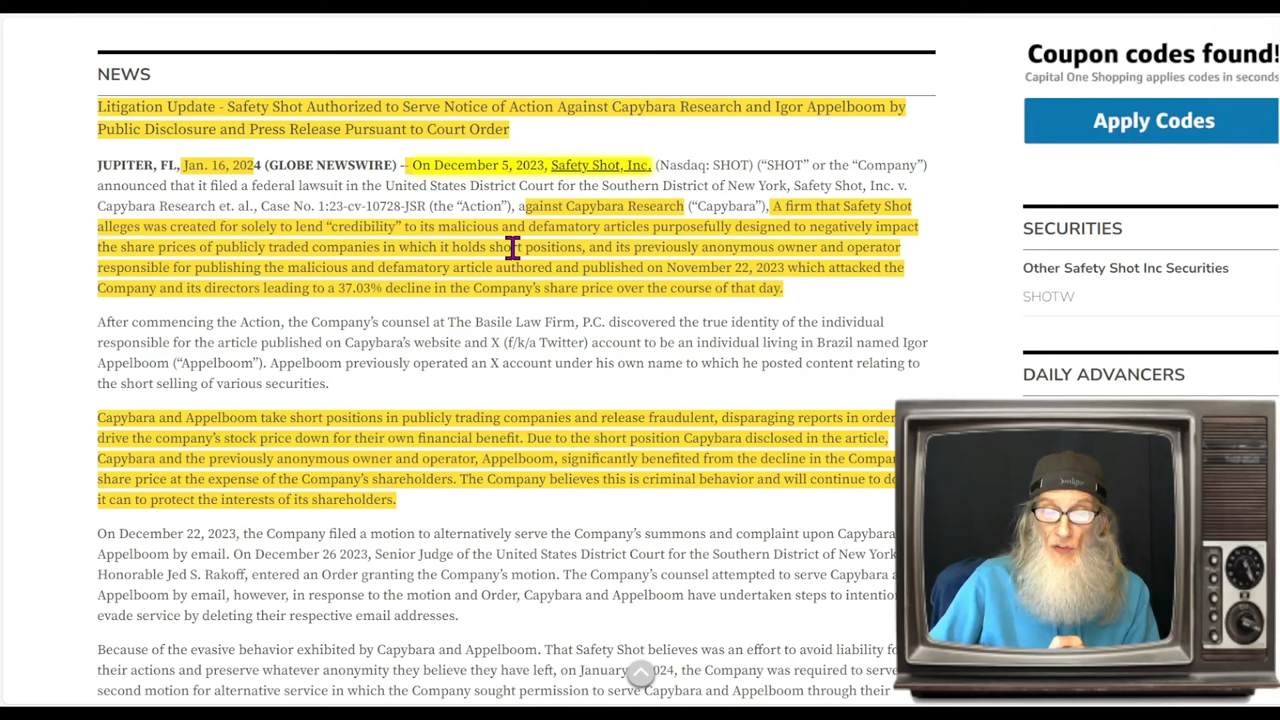 NEWS
Litigation Update - Safety Shot Authorized to Serve Notice of Action Against Capybara Research and Igor Appelboom by
Public Disclosure and Press Release Pursuant to Court Order
JUPITER, FL, Jan. 16, 2024 (GLOBE NEWSWIRE) -- On December 5, 2023, Safety Shot, Inc. (Nasdaq: SHOT) (“SHOT” or the “Company”)
announced that it filed a federal lawsuit in the United States District Court for the Southern District of New York, Safety Shot, Inc. v.
Capybara Research et. al., Case No. 1:23-cv-10728-JSR (the “Action”), against Capybara Research (“Capybara”), A firm that Safety Shot
alleges was created for solely to lend “credibility” to its malicious and defamatory articles purposefully designed to negatively impact
the share prices of publicly traded companies in which it holds short positions, and its previously anonymous owner and operator
responsible for publishing the malicious and defamatory article authored and published on November 22, 2023 which attacked the
Company and its directors leading to a 37.03% decline in the Company’s share price over the course of that day.
After commencing the Action, the Company’s counsel at The Basile Law Firm, P.C. discovered the true identity of the individual
responsible for the article published on Capybara’s website and X (f/k/a Twitter) account to be an individual living in Brazil named Igor
Appelboom (“Appelboom”). Appelboom previously operated an X account under his own name to which he posted content relating to
the short selling of various securities.
Capybara and Appelboom take short positions in publicly trading companies and release fraudulent, disparaging reports in order
drive the company’s stock price down for their own financial benefit. Due to the short position Capybara disclosed in the article,
Capybara and the previously anonymous owner and operator, Appelboom, significantly benefited from the decline in the
share price at the expense of the Company’s shareholders. The Company believes this is criminal behavior and will continue to
it can to protect the interests of its shareholders.
On December 22, 2023, the Company filed a motion to alternatively serve the Company’s summons and complaint upon Capybara
Appelboom by email. On December 26 2023, Senior Judge of the United States District Court for the Southern District of New York
Honorable Jed S. Rakoff, entered an Order granting the Company’s motion. The Company’s counsel attempted to serve Capybara
Appelboom by email, however, in response to the motion and Order, Capybara and Appelboom have undertaken steps to
evade service by deleting their respective email addresses.
Because of the evasive behavior exhibited by Capybara and Appelboom. That Safety Shot believes was an effort to avoid liability
their actions and preserve whatever anonymity they believe they have left, on January 2024, the Company was required to serve
second motion for alternative service in which the Company sought permission to serve Capybara and Appelboom through their
Coupon codes found!
Capital One Shopping applies codes in seconds
Apply Codes
SECURITIES
Other Safety Shot Inc Securities
SHOTW
DAILY ADVANCERS